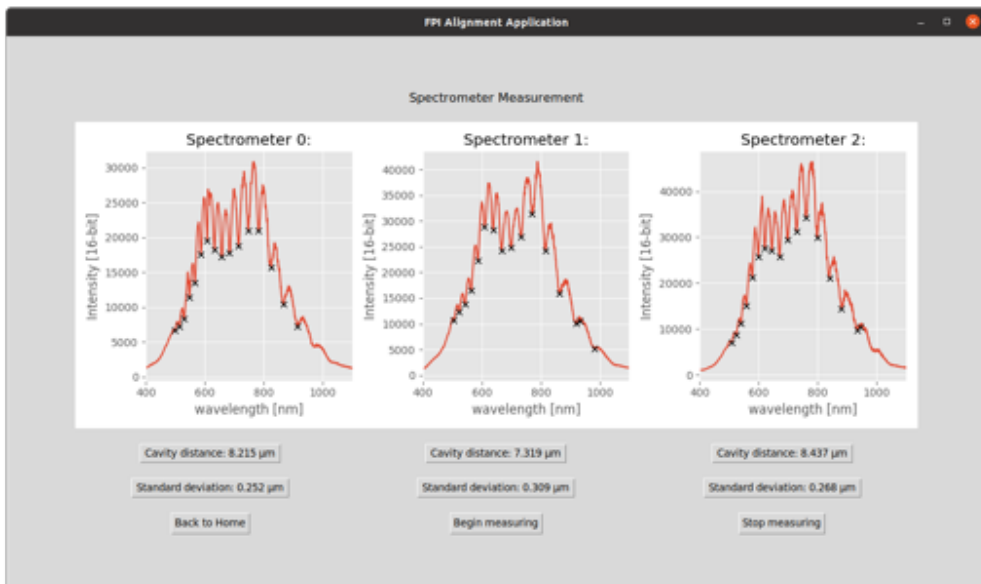 FPI Alignment Application
Spectrometer Measurement
Spectrometer 0:
30000
25000
20000
15000
10000
5000
0
Intensity [16-bit]
400 600 800 1000
wavelength [nm]
Spectrometer 1:
40000
35000
30000
25000
20000
15000
10000
5000
0
Intensity [16-bit]
400 600 800 1000
wavelength [nm]
Spectrometer 2:
40000
30000
20000
10000
0
Intensity [16-bit]
400 600 800 1000
wavelength [nm]
Cavity distance: 8.215 µm
Cavity distance: 7.319 µm
Cavity distance: 8.437 µm
Standard deviation: 0.252 µm
Standard deviation: 0.309 µm
Standard deviation: 0.268 µm
Back to Home
Begin measuring
Stop measuring